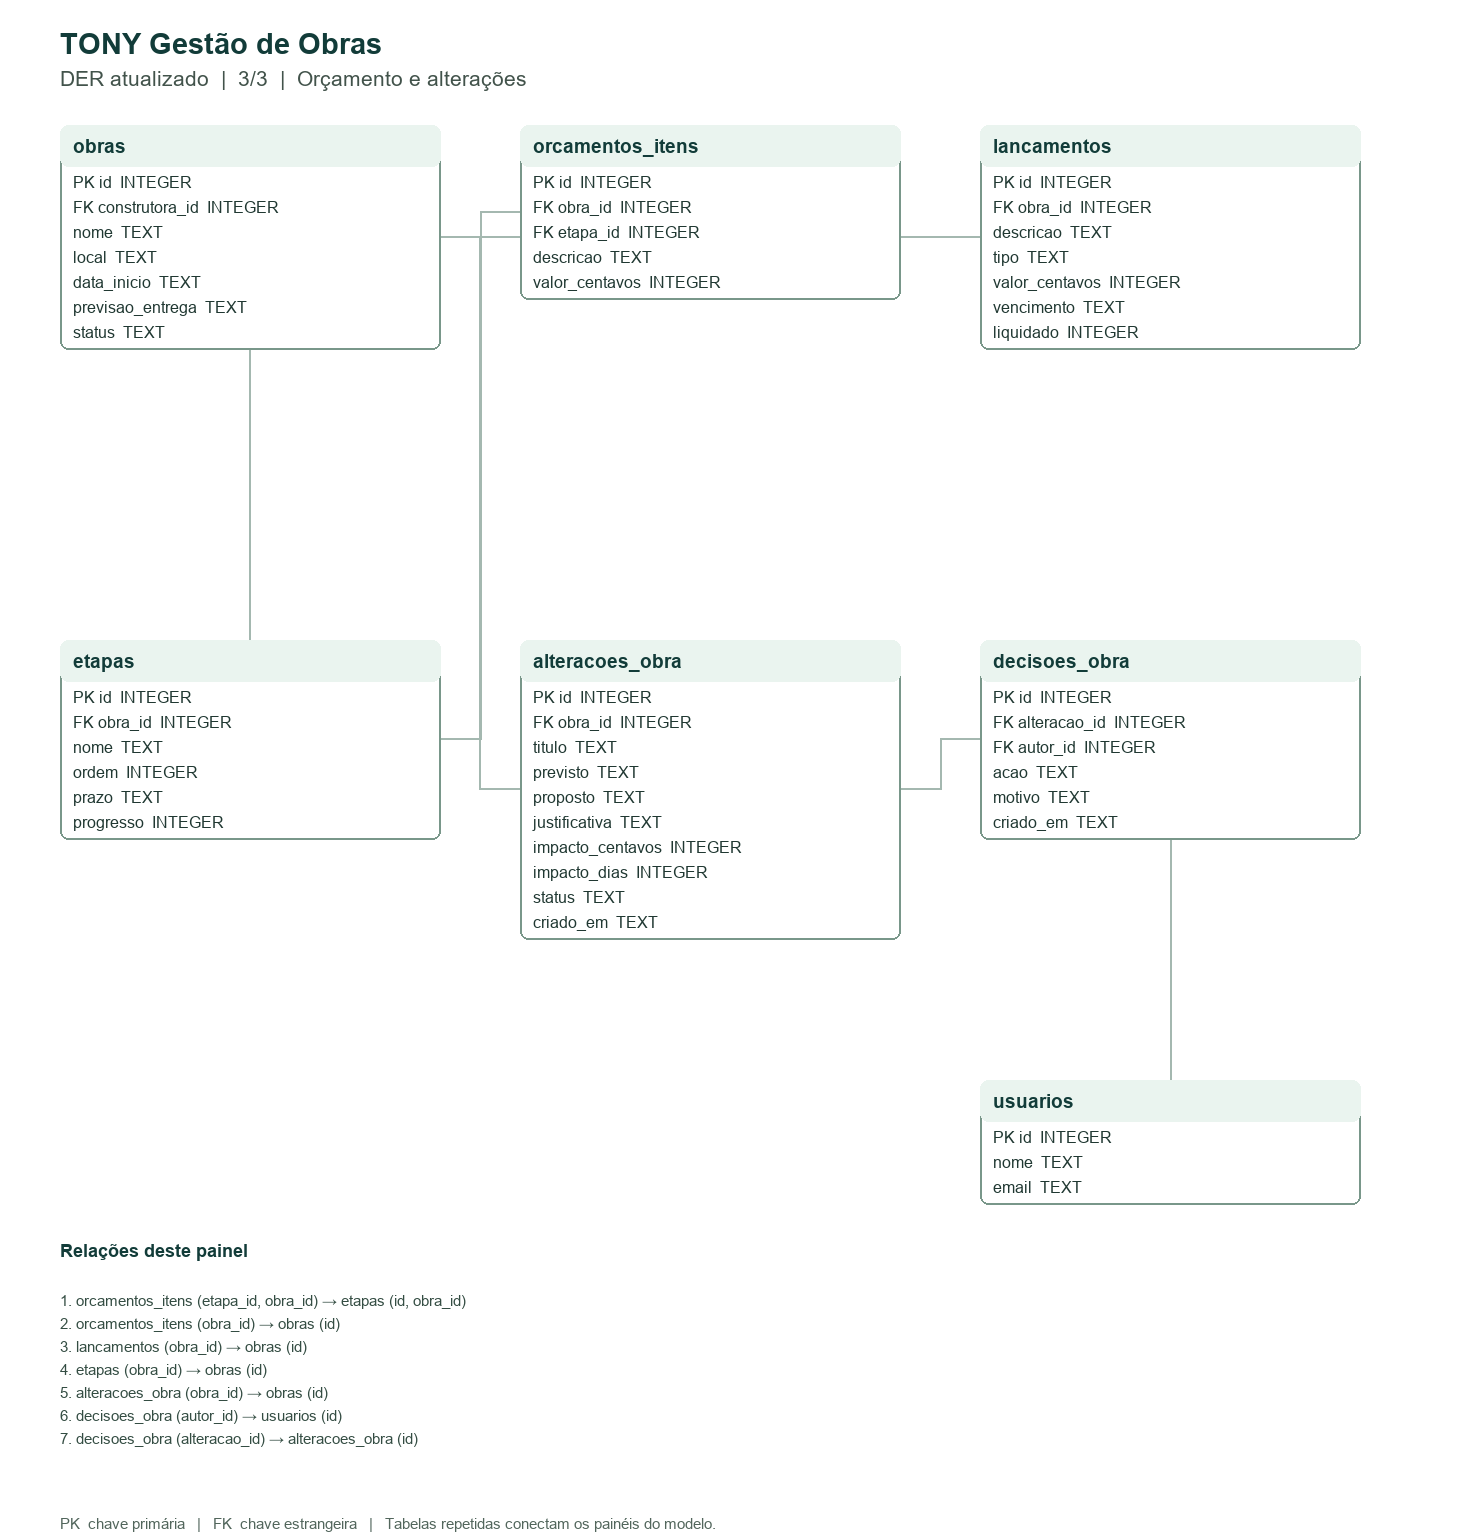 TONY Gestão de Obras
DER atualizado | 3/3 | Orçamento e alterações
obras
PK id INTEGER
FK construtora_id INTEGER
nome TEXT
local TEXT
data_inicio TEXT
previsao_entrega TEXT
status TEXT
orcamentos_itens
PK id INTEGER
FK obra_id INTEGER
FK etapa_id INTEGER
descricao TEXT
valor_centavos INTEGER
lancamentos
PK id INTEGER
FK obra_id INTEGER
descricao TEXT
tipo TEXT
valor_centavos INTEGER
vencimento TEXT
liquidado INTEGER
etapas
PK id INTEGER
FK obra_id INTEGER
nome TEXT
ordem INTEGER
prazo TEXT
progresso INTEGER
alteracoes_obra
PK id INTEGER
FK obra_id INTEGER
titulo TEXT
previsto TEXT
proposto TEXT
justificativa TEXT
impacto_centavos INTEGER
impacto_dias INTEGER
status TEXT
criado_em TEXT
decisoes_obra
PK id INTEGER
FK alteracao_id INTEGER
FK autor_id INTEGER
acao TEXT
motivo TEXT
criado_em TEXT
usuarios
PK id INTEGER
nome TEXT
email TEXT
Relações deste painel
1. orcamentos_itens (etapa_id, obra_id) → etapas (id, obra_id)
2. orcamentos_itens (obra_id) → obras (id)
3. lancamentos (obra_id) → obras (id)
4. etapas (obra_id) → obras (id)
5. alteracoes_obra (obra_id) → obras (id)
6. decisoes_obra (autor_id) → usuarios (id)
7. decisoes_obra (alteracao_id) → alteracoes_obra (id)
PK chave primária | FK chave estrangeira | Tabelas repetidas conectam os painéis do modelo.